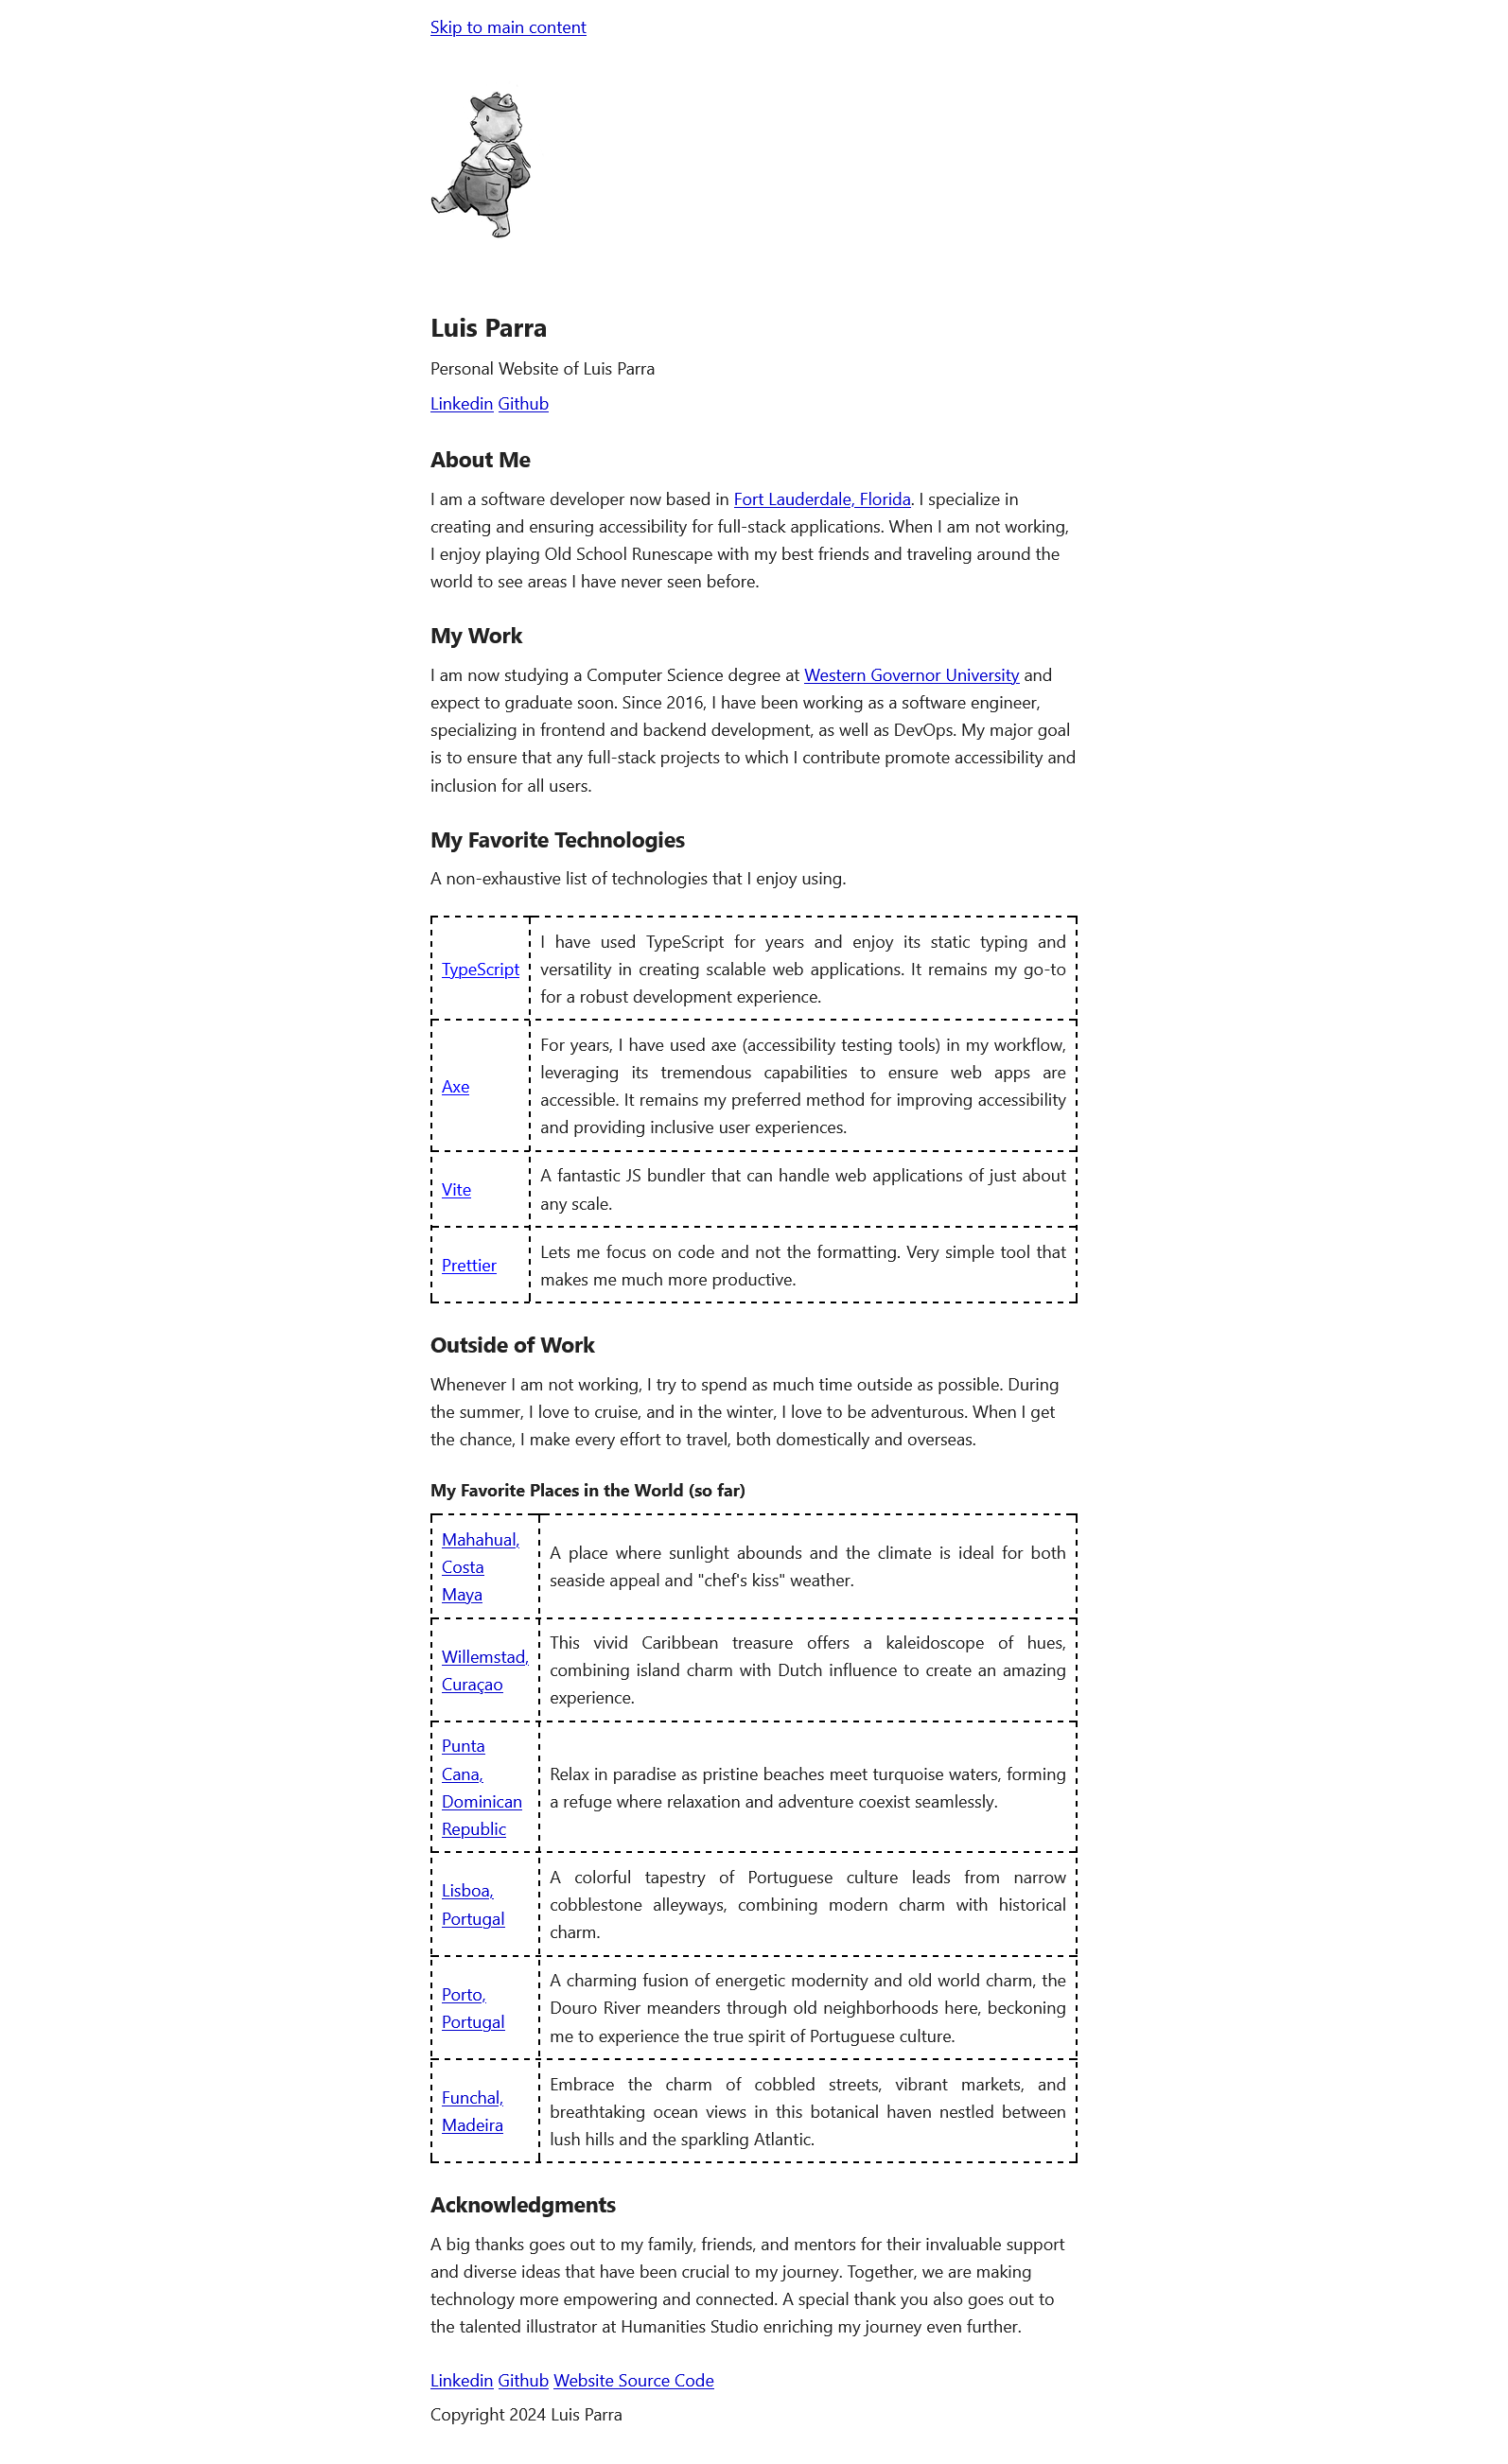 Skip to main content
Luis Parra
Personal Website of Luis Parra
Linkedin Github
About Me
I am a software developer now based in Fort Lauderdale, Florida. I specialize in
creating and ensuring accessibility for full-stack applications. When I am not working,
I enjoy playing Old School Runescape with my best friends and traveling around the
world to see areas I have never seen before.
My Work
I am now studying a Computer Science degree at Western Governor University and
expect to graduate soon. Since 2016, I have been working as a software engineer,
specializing in frontend and backend development, as well as DevOps. My major goal
is to ensure that any full-stack projects to which I contribute promote accessibility and
inclusion for all users.
My Favorite Technologies
A non-exhaustive list of technologies that I enjoy using.
TypeScript
I have used TypeScript for years and enjoy its static typing and
versatility in creating scalable web applications. It remains my go-to
for a robust development experience.
Axe
For years, I have used axe (accessibility testing tools) in my workflow,
leveraging its tremendous capabilities to ensure web apps are
accessible. It remains my preferred method for improving accessibility
and providing inclusive user experiences.
Vite
A fantastic JS bundler that can handle web applications of just about
any scale.
Prettier
Lets me focus on code and not the formatting. Very simple tool that
makes me much more productive.
Outside of Work
Whenever I am not working, I try to spend as much time outside as possible. During
the summer, I love to cruise, and in the winter, I love to be adventurous. When I get
the chance, I make every effort to travel, both domestically and overseas.
My Favorite Places in the World (so far)
Mahahual,
Costa
Maya
A place where sunlight abounds and the climate is ideal for both
seaside appeal and "chef's kiss" weather.
Willemstad,
Curaçao
This vivid Caribbean treasure offers a kaleidoscope of hues,
combining island charm with Dutch influence to create an amazing
experience.
Punta
Cana,
Dominican
Republic
Relax in paradise as pristine beaches meet turquoise waters, forming
a refuge where relaxation and adventure coexist seamlessly.
Lisboa,
Portugal
A colorful tapestry of Portuguese culture leads from narrow
cobblestone alleyways, combining modern charm with historical
charm.
Porto,
Portugal
A charming fusion of energetic modernity and old world charm, the
Douro River meanders through old neighborhoods here, beckoning
me to experience the true spirit of Portuguese culture.
Funchal,
Madeira
Embrace the charm of cobbled streets, vibrant markets, and
breathtaking ocean views in this botanical haven nestled between
lush hills and the sparkling Atlantic.
Acknowledgments
A big thanks goes out to my family, friends, and mentors for their invaluable support
and diverse ideas that have been crucial to my journey. Together, we are making
technology more empowering and connected. A special thank you also goes out to
the talented illustrator at Humanities Studio enriching my journey even further.
Linkedin Github Website Source Code
Copyright 2024 Luis Parra